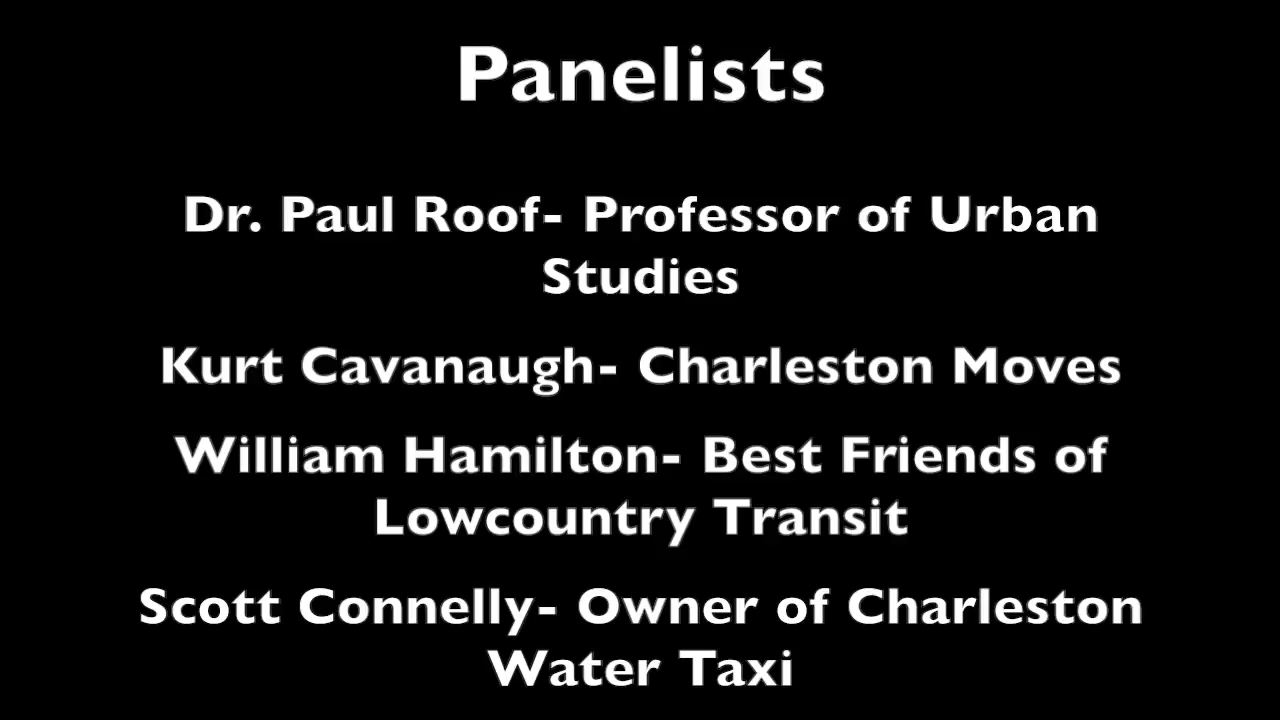 Panelists
Dr. Paul Roof- Professor of Urban
Studies
Kurt Cavanaugh- Charleston Moves
William Hamilton- Best Friends of
Lowcountry Transit
Scott Connelly- Owner of Charleston
Water Taxi